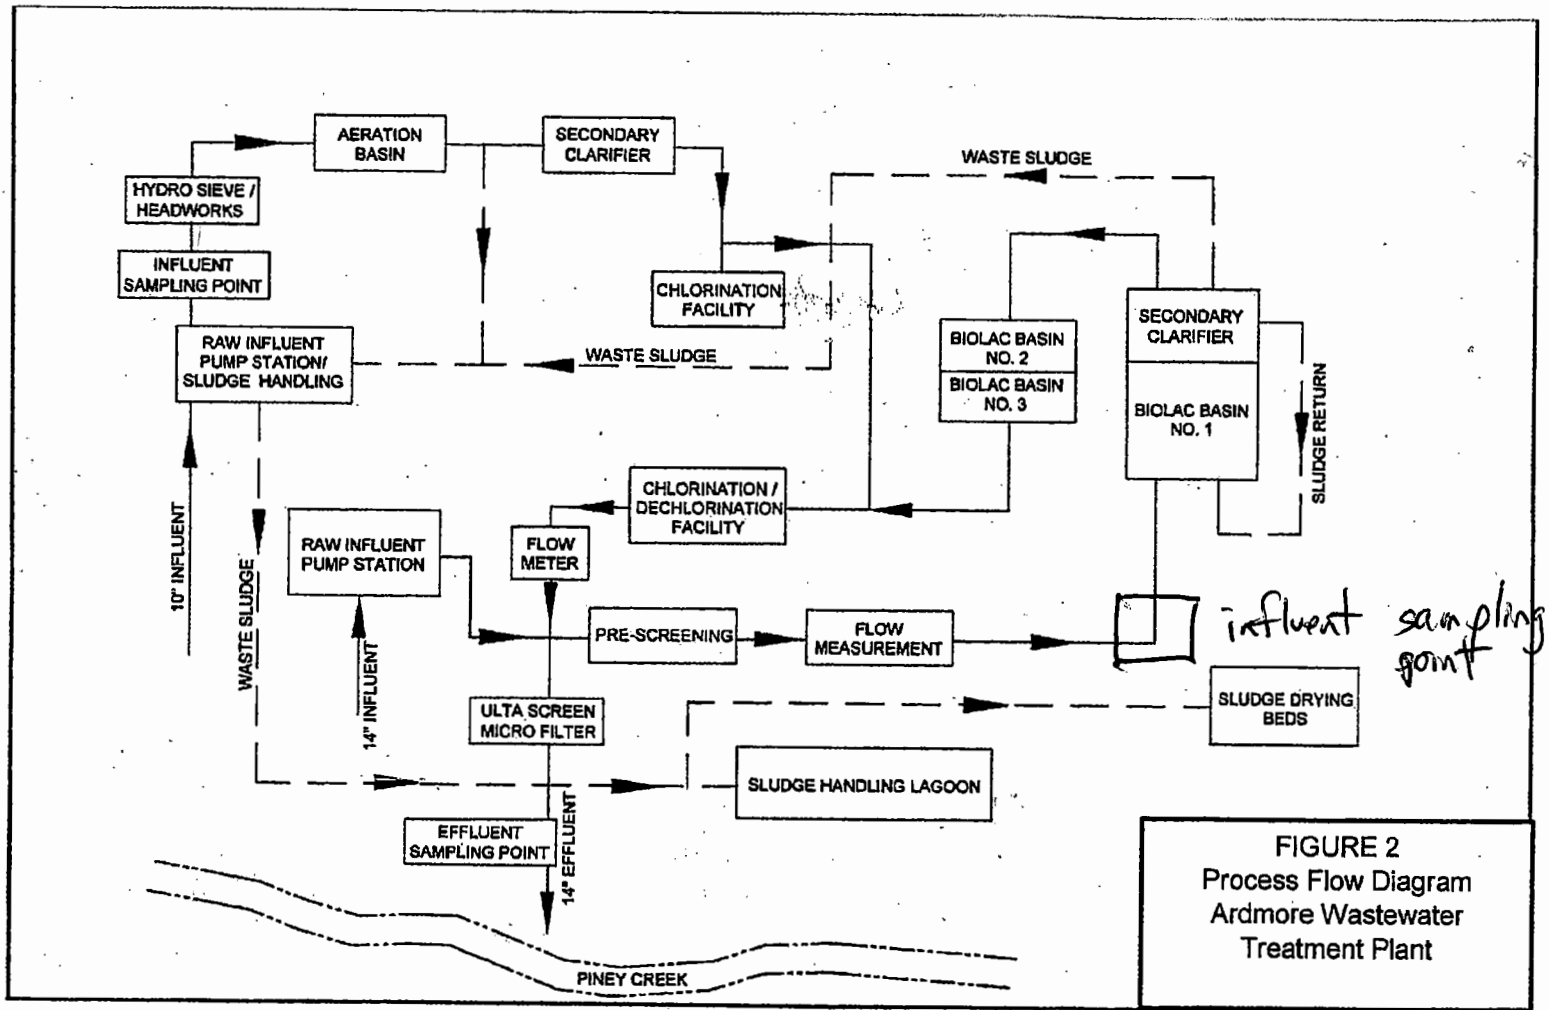 AERATION
BASIN
SECONDARY
CLARIFIER
WASTE SLUDGE
HYDRO SIEVE /
HEADWORKS
INFLUENT
SAMPLING POINT
CHLORINATION
FACILITY
RAW INFLUENT
PUMP STATION/
SLUDGE HANDLING
WASTE SLUDGE
BIOLAC BASIN
NO. 2
BIOLAC BASIN
NO. 3
SECONDARY
CLARIFIER
BIOLAC BASIN
NO. 1
SLUDGE RETURN
10" INFLUENT
WASTE SLUDGE
RAW INFLUENT
PUMP STATION
14" INFLUENT
CHLORINATION /
DECHLORINATION
FACILITY
FLOW
METER
PRE-SCREENING
FLOW
MEASUREMENT
influent sampling
point
ULTA SCREEN
MICRO FILTER
SLUDGE DRYING
BEDS
SLUDGE HANDLING LAGOON
EFFLUENT
SAMPLING POINT
14" EFFLUENT
PINEY CREEK
FIGURE 2
Process Flow Diagram
Ardmore Wastewater
Treatment Plant